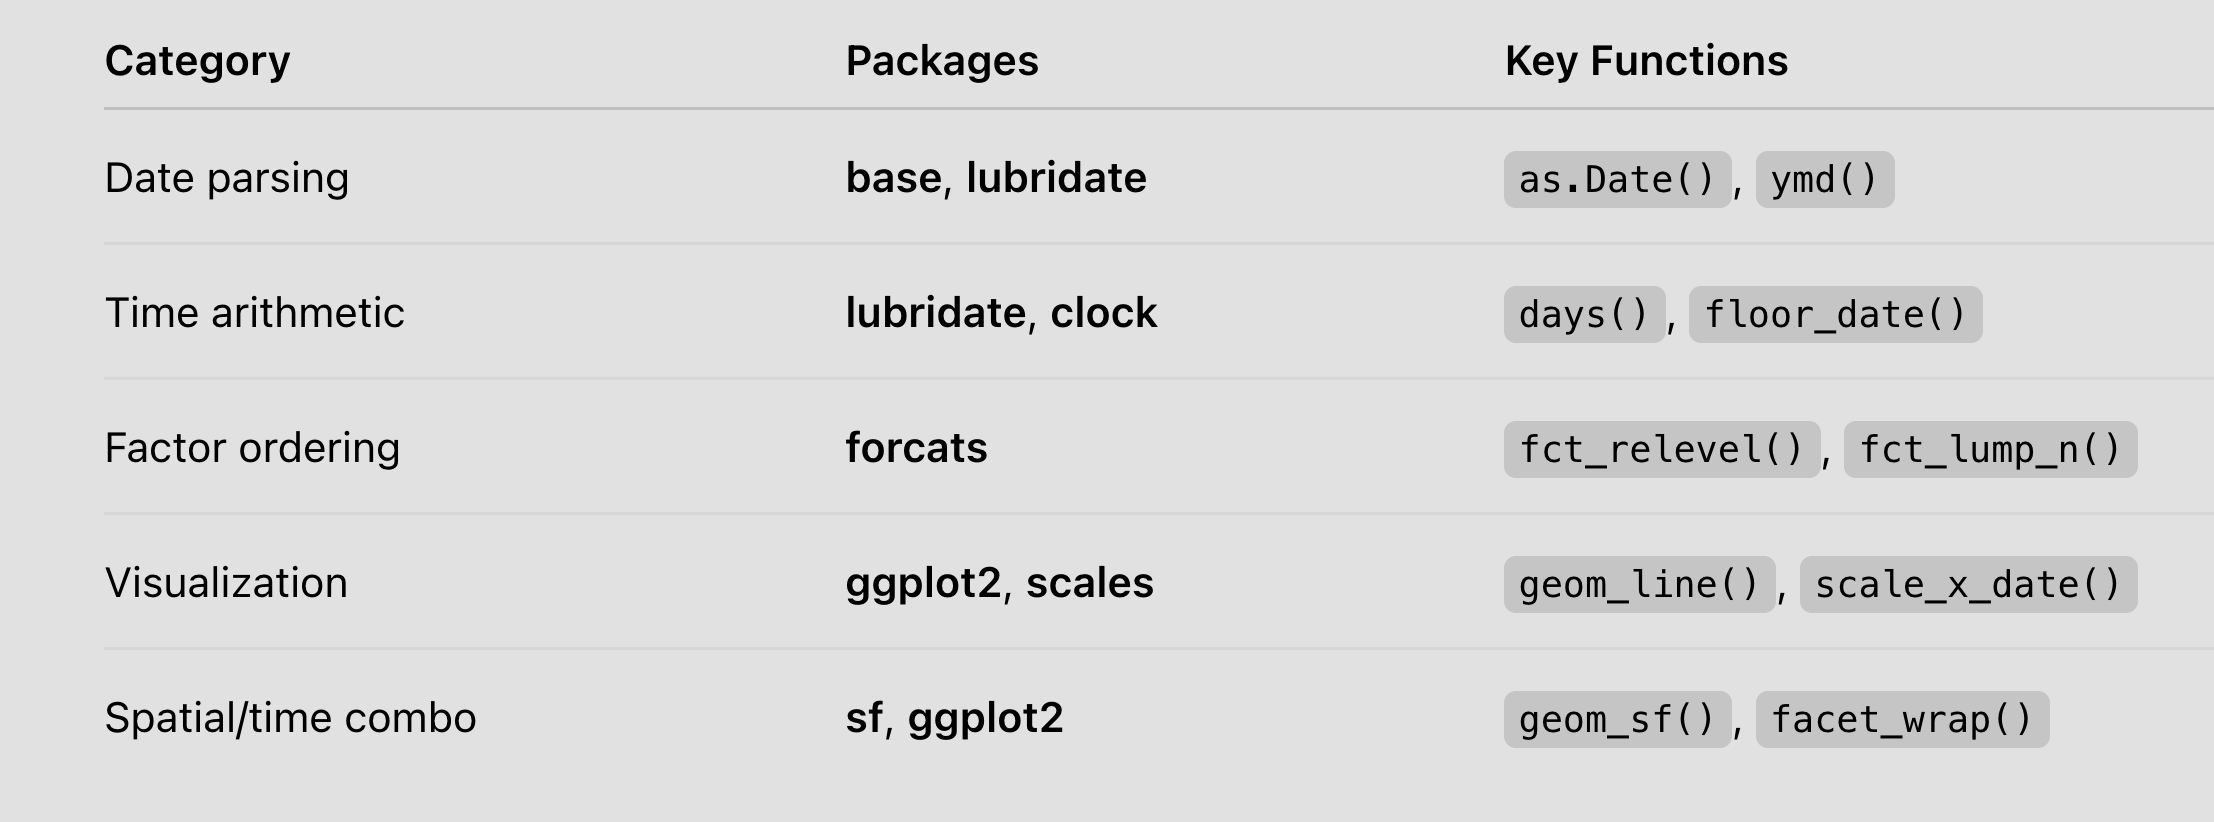 Category Packages Key Functions
Date parsing base, lubridate as.Date(), ymd()
Time arithmetic lubridate, clock days(), floor_date()
Factor ordering forcats fct_relevel(), fct_lump_n()
Visualization ggplot2, scales geom_line(), scale_x_date()
Spatial/time combo sf, ggplot2 geom_sf(), facet_wrap()